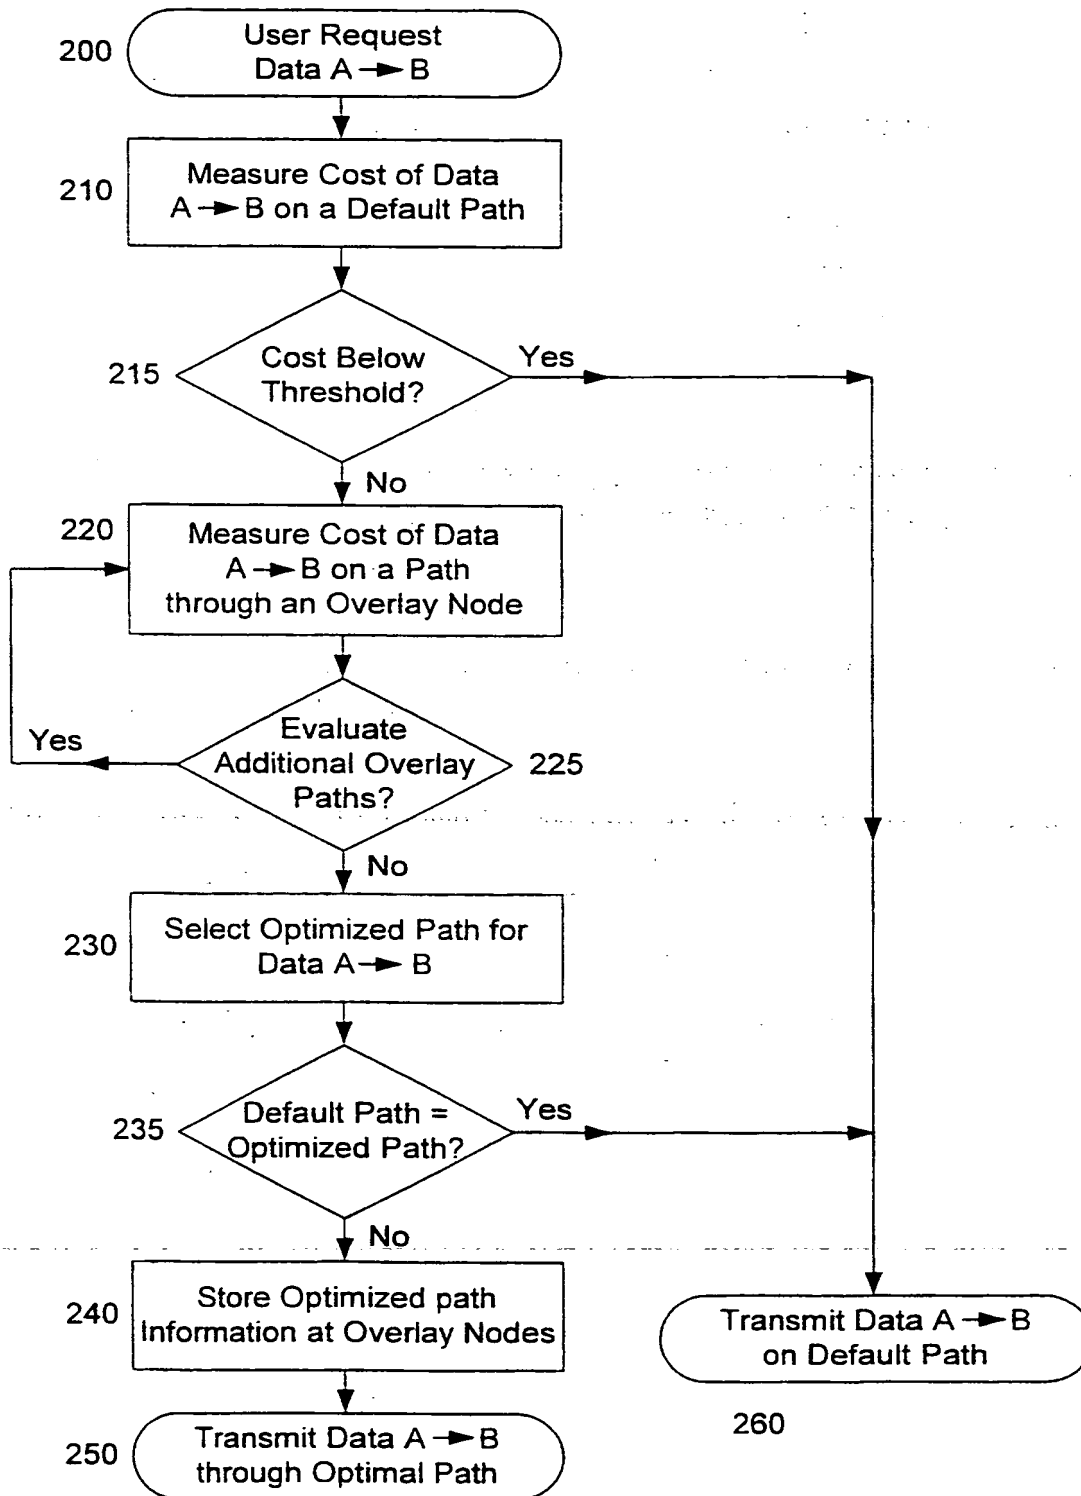 200
User Request
Data A → B
210
Measure Cost of Data
A → B on a Default Path
215
Cost Below
Threshold?
Yes
No
220
Measure Cost of Data
A → B on a Path
through an Overlay Node
Yes
Evaluate
Additional Overlay
Paths?
225
No
230
Select Optimized Path for
Data A → B
235
Default Path =
Optimized Path?
Yes
No
240
Store Optimized path
Information at Overlay Nodes
Transmit Data A → B
on Default Path
260
250
Transmit Data A → B
through Optimal Path